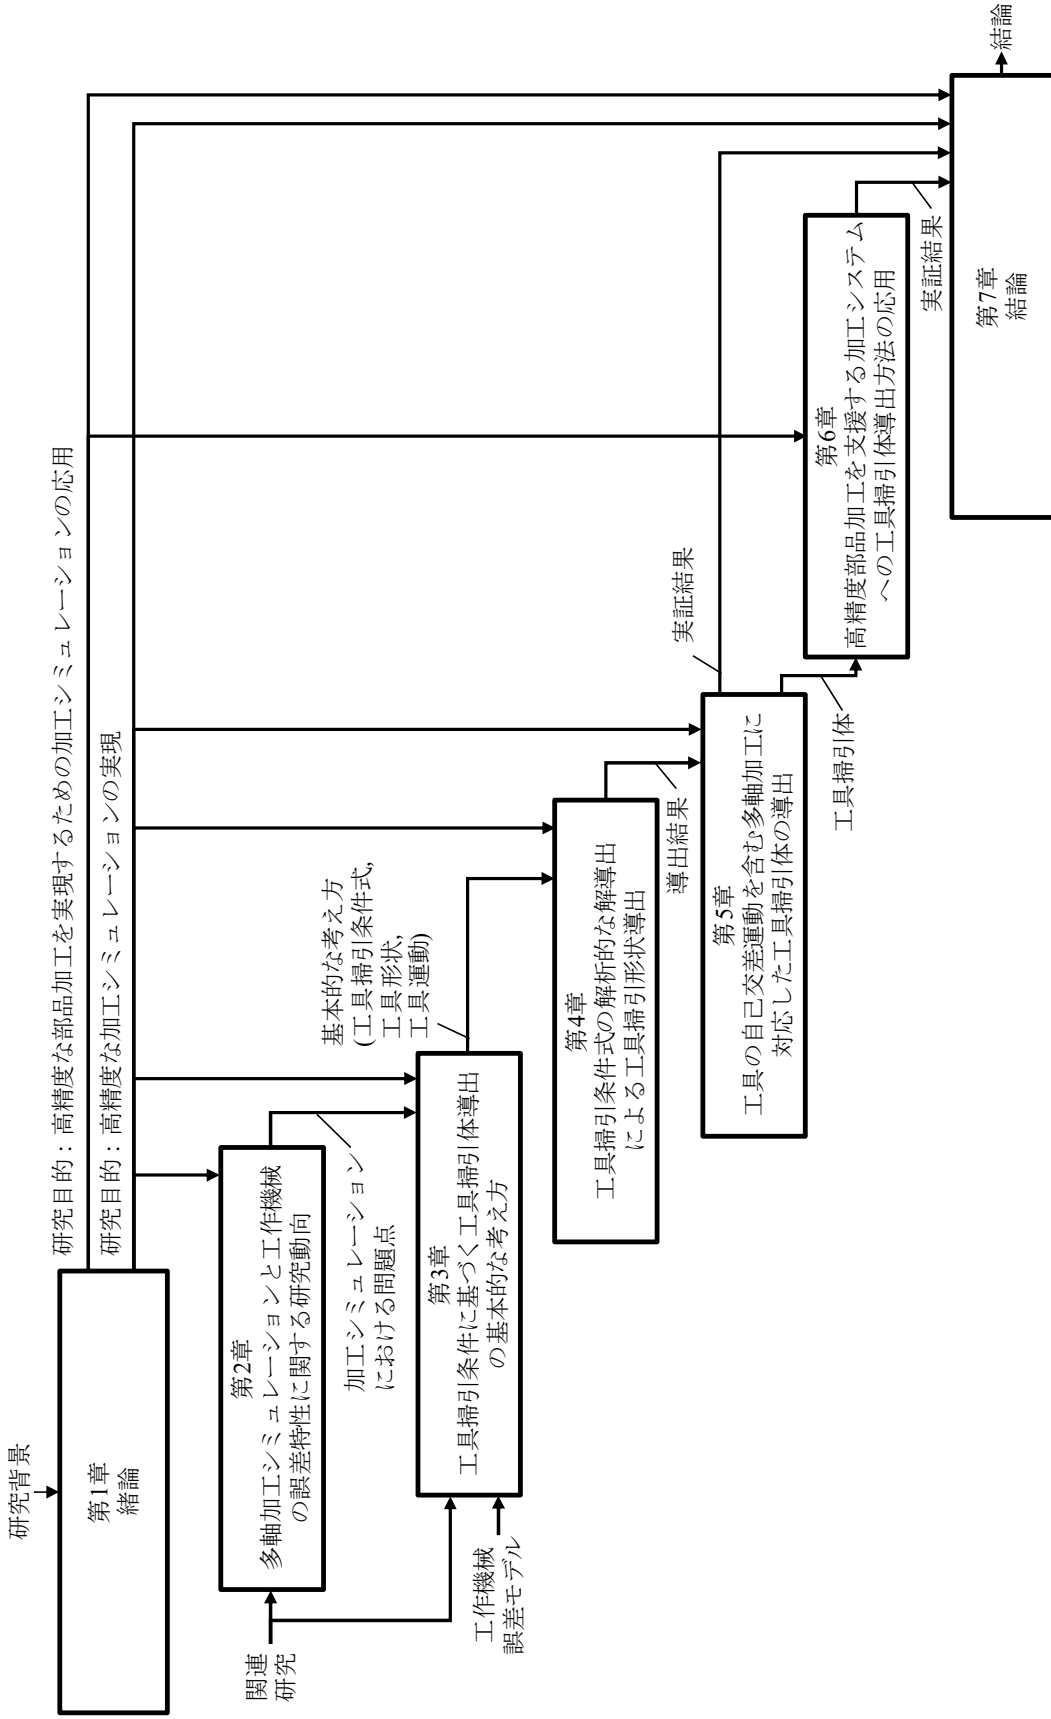 研究背景
第1章
緒論
研究目的：高精度な部品加工を実現するための加工シミュレーションの応用
研究目的：高精度な加工シミュレーションの実現
関連
研究
第2章
多軸加工シミュレーションと工作機械
の誤差特性に関する研究動向
加工シミュレーション
における問題点
工作機械
誤差モデル
第3章
工具掃引条件に基づく工具掃引体導出
の基本的な考え方
基本的な考え方
(工具掃引条件式,
工具形状,
工具運動)
第4章
工具掃引条件式の解析的な解導出
による工具掃引形状導出
導出結果
第5章
工具の自己交差運動を含む多軸加工に
対応した工具掃引体の導出
実証結果
工具掃引体
第6章
高精度部品加工を支援する加工システム
への工具掃引体導出方法の応用
実証結果
第7章
結論
結論